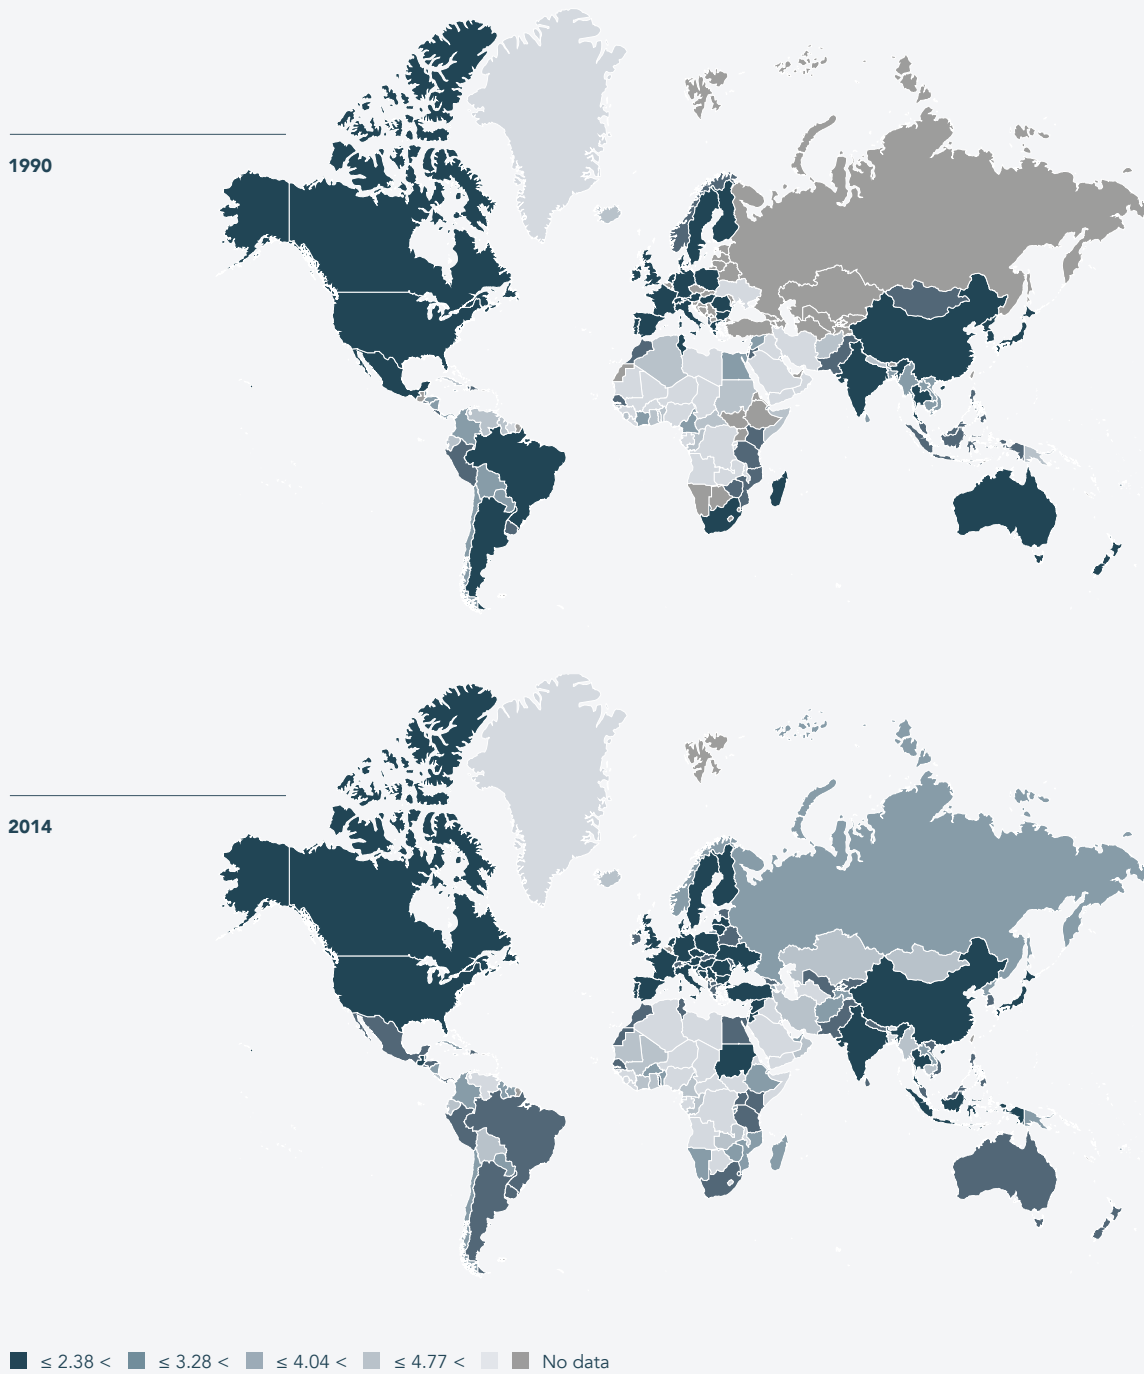 1990
2014
≤ 2.38 < ≤ 3.28 < ≤ 4.04 < ≤ 4.77 < No data